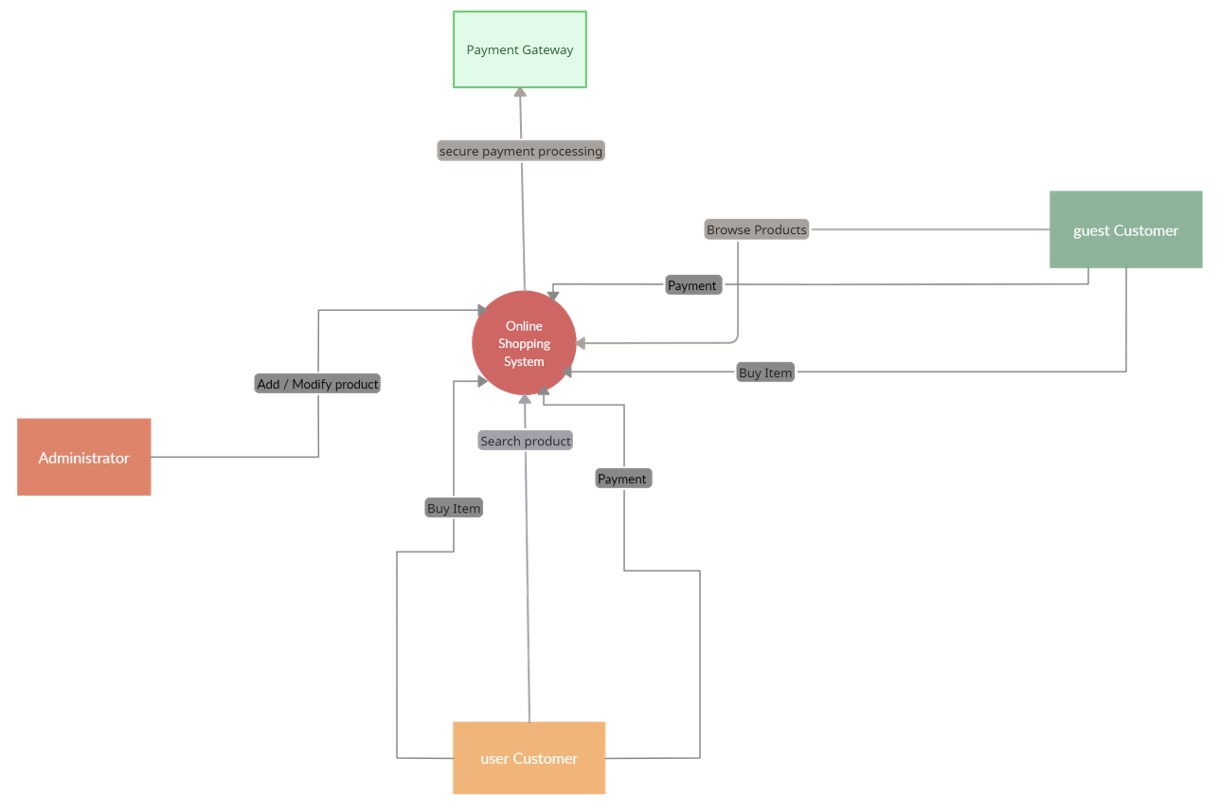 Payment Gateway
secure payment processing
Browse Products
guest Customer
Payment
Online
Shopping
System
Buy Item
Add / Modify product
Search product
Administrator
Payment
Buy Item
user Customer